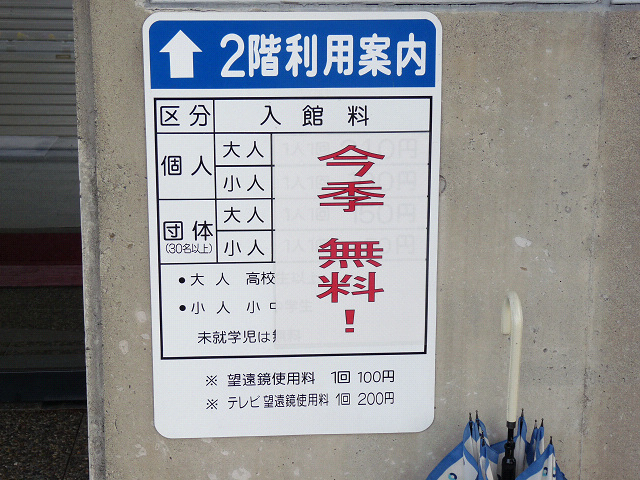 2階利用案内
区分 入館料
個人 大人
小人
団体 大人
(30名以上) 小人
今季 無料!
●大人 高校
●小人 小中
未就学児は無
※ 望遠鏡使用料 1回 100円
※ テレビ望遠鏡使用料 1回 200円